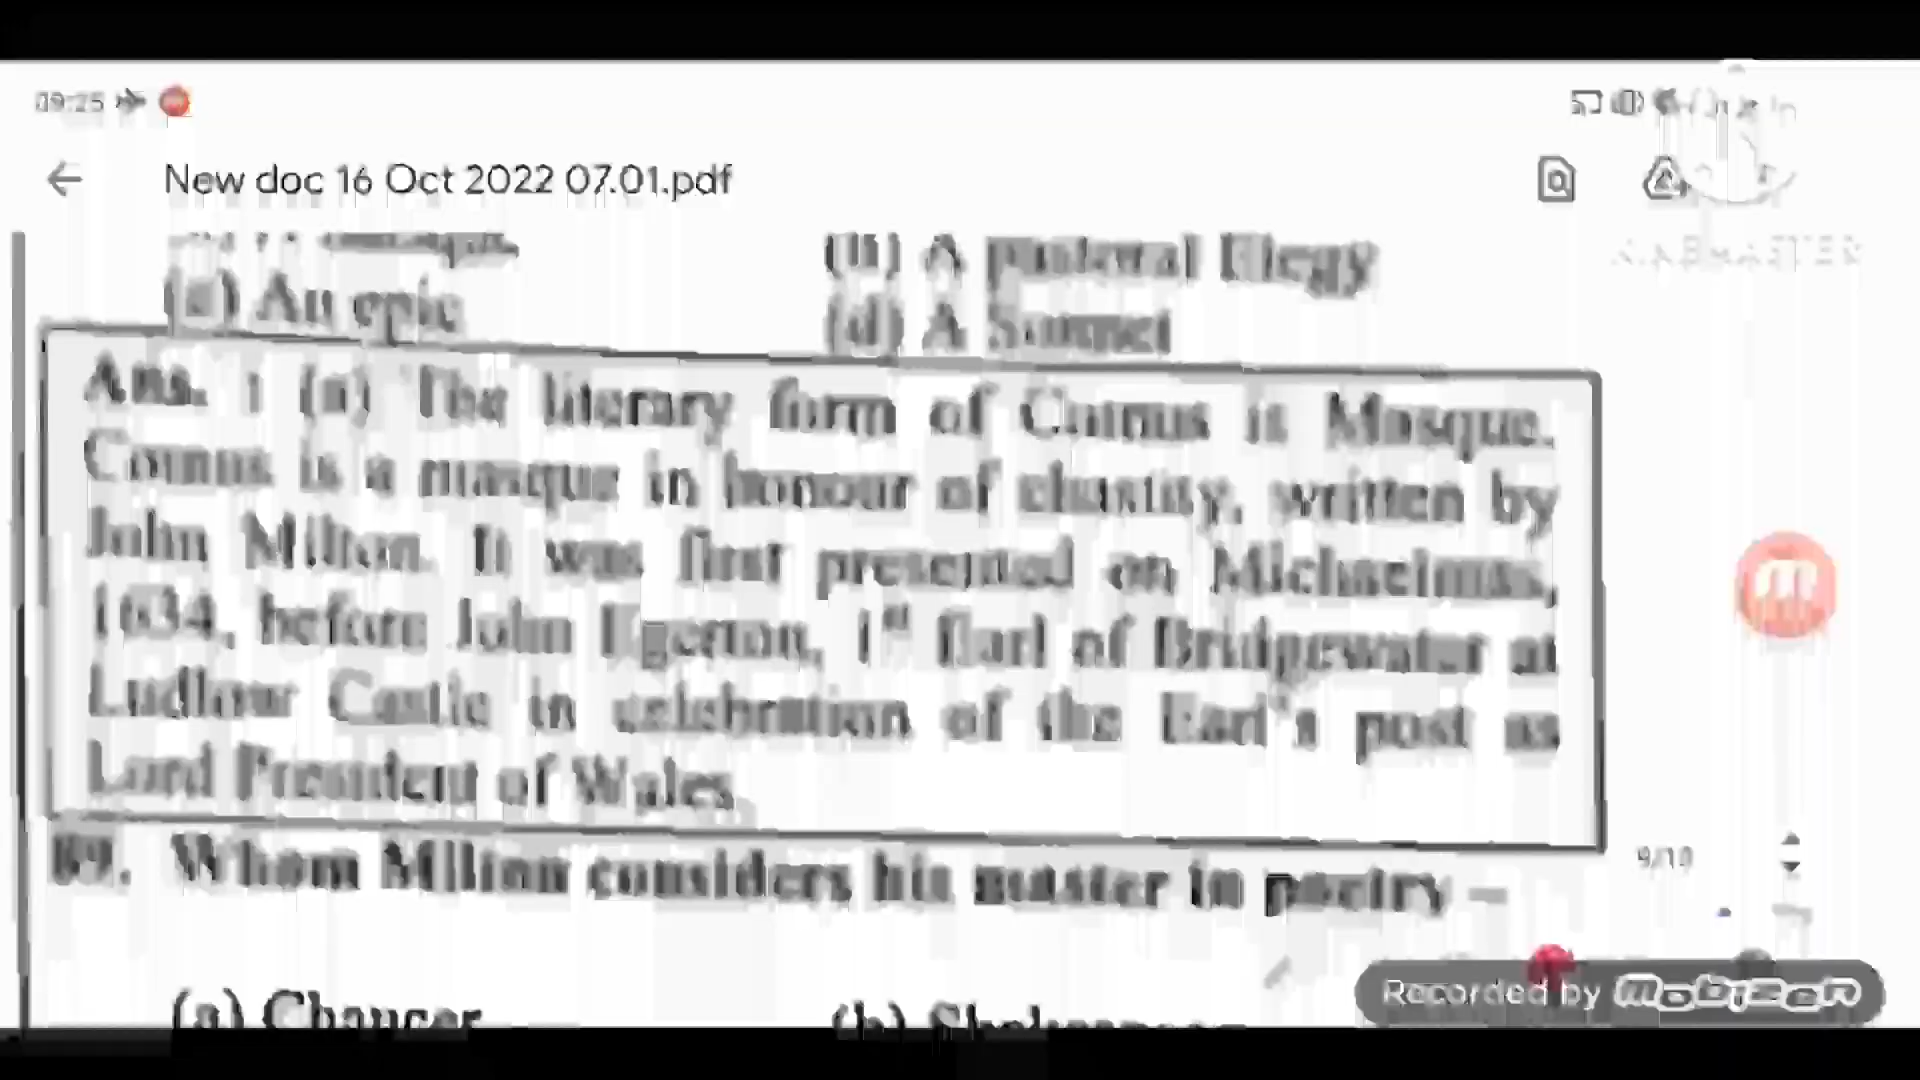 09:25
New doc 16 Oct 2022 07.01.pdf
(b) A pastoral Elegy
(c) An epic
(d) A Sonnet
Ans. : (a) The literary form of Comus is Masque.
Comus is a masque in honour of chastity, written by
John Milton. It was first presented on Michaelmas,
1634, before John Egerton, 1st Earl of Bridgewater at
Ludlow Castle in celebration of the Earl's post as
Lord President of Wales.
89. Whom Milton considers his master in poetry –
9/10
(a) Chaucer
(b) Shakespeare
Recorded by mobizen